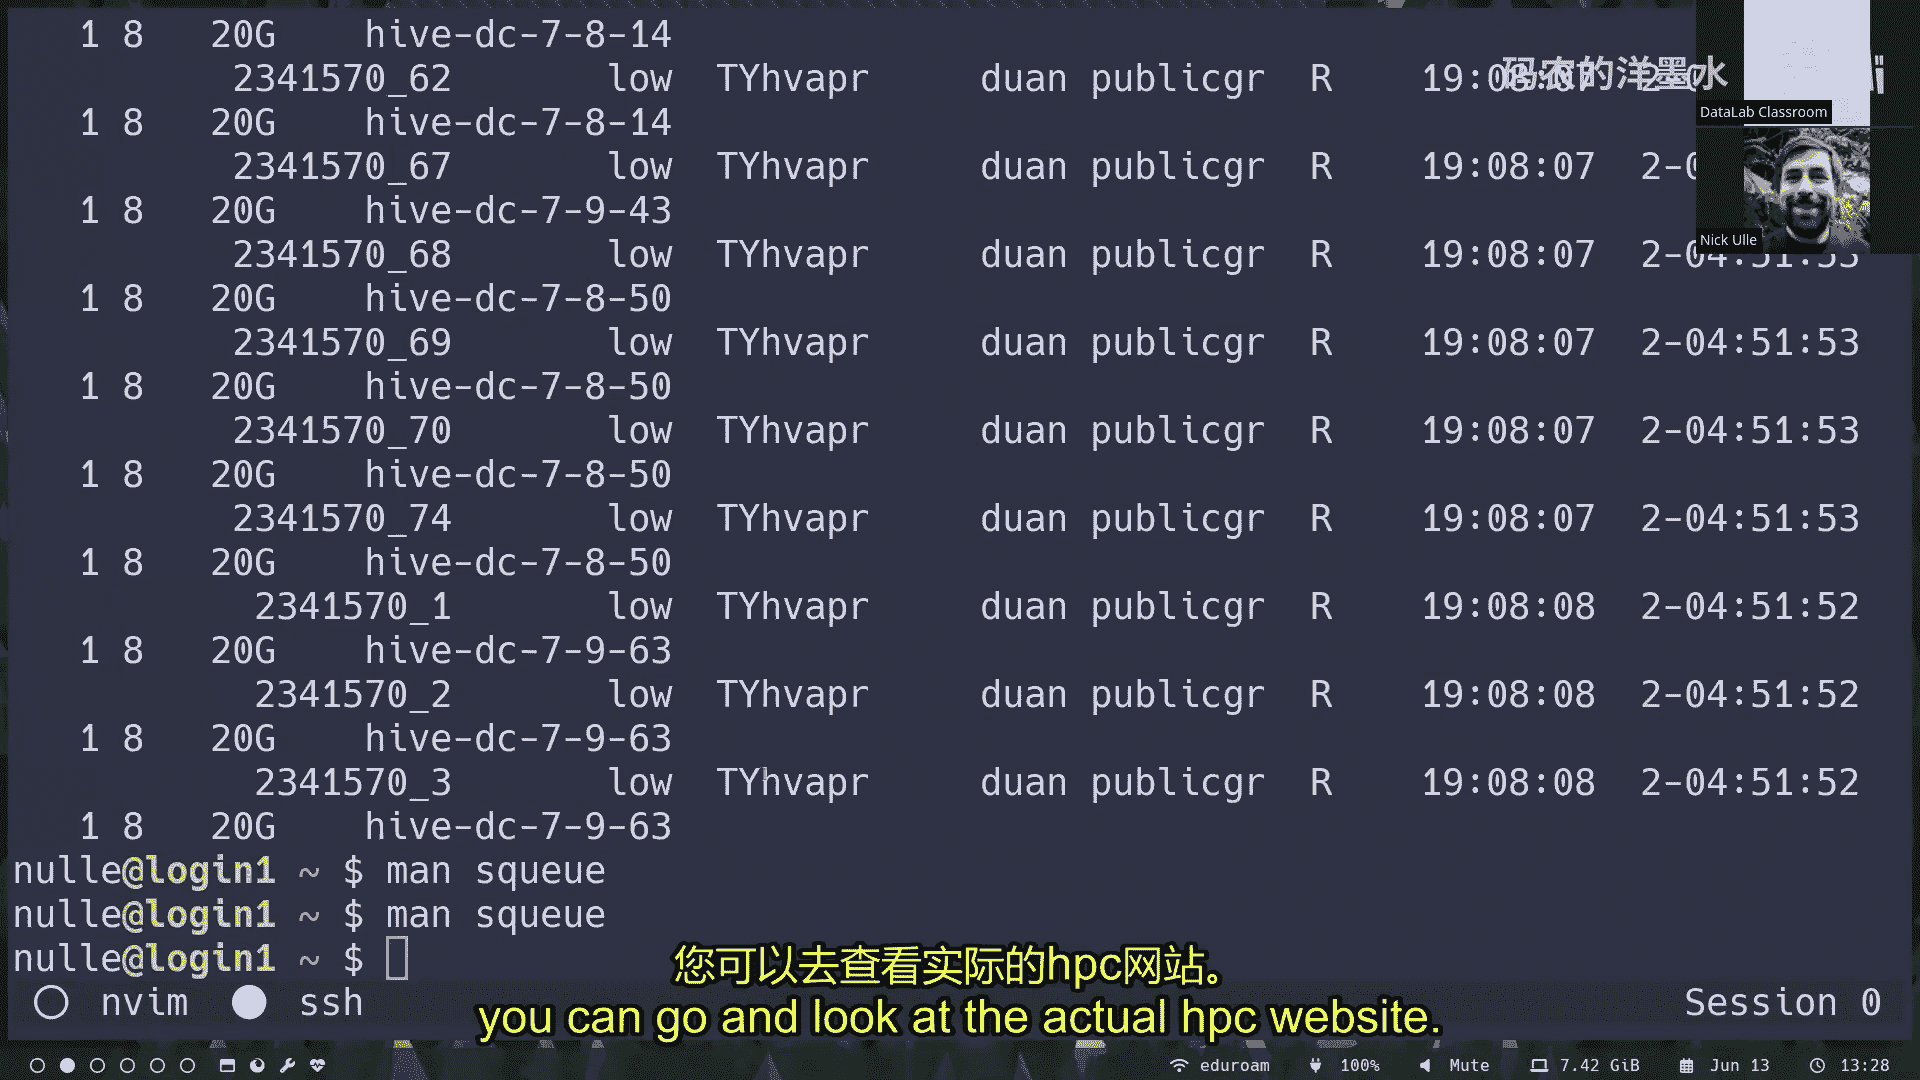 1 8 20G hive-dc-7-8-14
2341570_62 low TYhvapr duan publicgr R
码农的洋墨水
DataLab Classroom
1 8 20G hive-dc-7-8-14
2341570_67 low TYhvapr duan publicgr R 19:08:07
1 8 20G hive-dc-7-9-43
Nick Ulle
2341570_68 low TYhvapr duan publicgr R 19:08:07 2-04:51:53
1 8 20G hive-dc-7-8-50
2341570_69 low TYhvapr duan publicgr R 19:08:07 2-04:51:53
1 8 20G hive-dc-7-8-50
2341570_70 low TYhvapr duan publicgr R 19:08:07 2-04:51:53
1 8 20G hive-dc-7-8-50
2341570_74 low TYhvapr duan publicgr R 19:08:07 2-04:51:53
1 8 20G hive-dc-7-8-50
2341570_1 low TYhvapr duan publicgr R 19:08:08 2-04:51:52
1 8 20G hive-dc-7-9-63
2341570_2 low TYhvapr duan publicgr R 19:08:08 2-04:51:52
1 8 20G hive-dc-7-9-63
2341570_3 low TYhvapr duan publicgr R 19:08:08 2-04:51:52
1 8 20G hive-dc-7-9-63
nulle@login1 ~ $ man squeue
nulle@login1 ~ $ man squeue
nulle@login1 ~ $
您可以去查看实际的hpc网站。
nvim ssh Session 0
you can go and look at the actual hpc website.
eduroam 100% Mute 7.42 GiB Jun 13 13:28